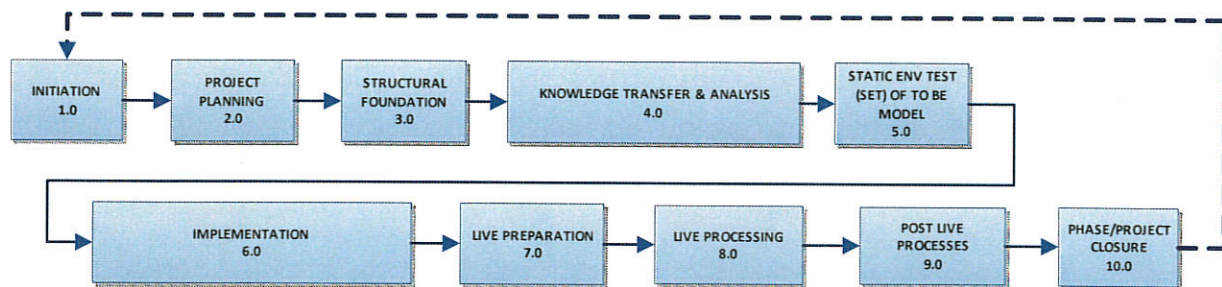 INITIATION
1.0
PROJECT
PLANNING
2.0
STRUCTURAL
FOUNDATION
3.0
KNOWLEDGE TRANSFER & ANALYSIS
4.0
STATIC ENV TEST
(SET) OF TO BE
MODEL
5.0
IMPLEMENTATION
6.0
LIVE PREPARATION
7.0
LIVE PROCESSING
8.0
POST LIVE
PROCESSES
9.0
PHASE/PROJECT
CLOSURE
10.0